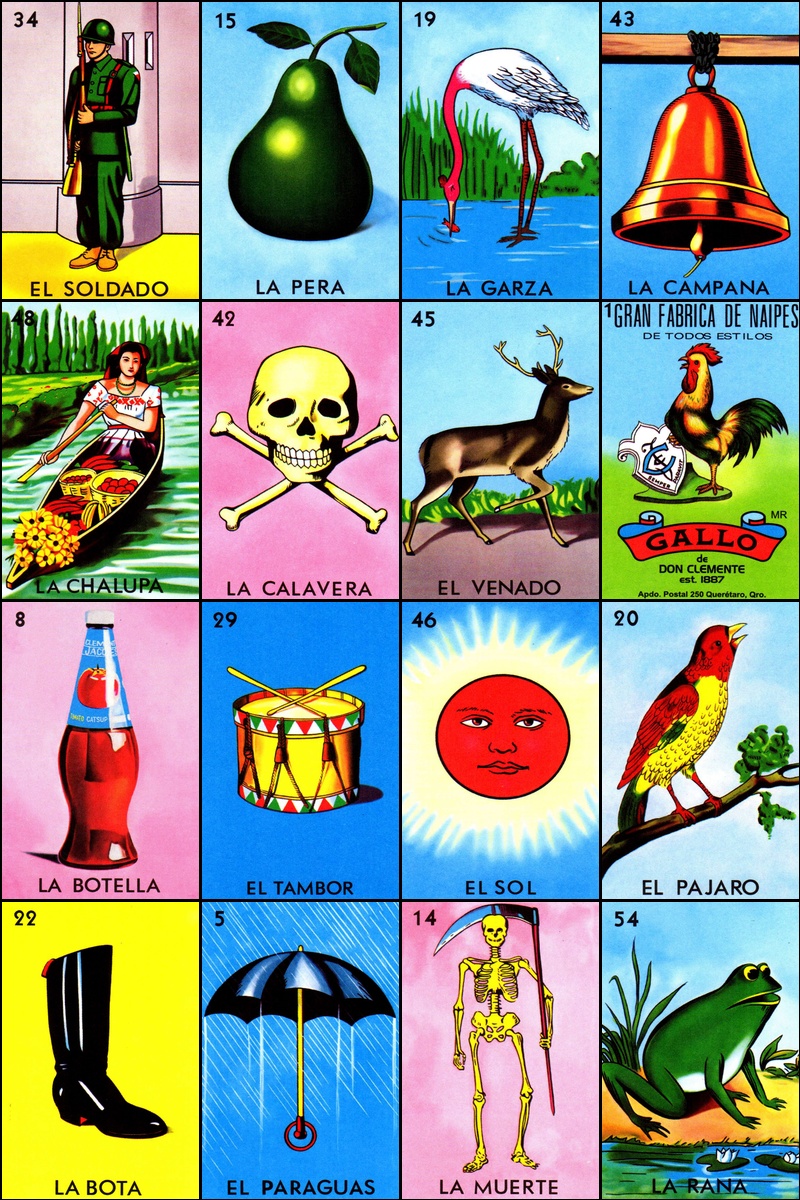 34
EL SOLDADO
15
LA PERA
19
LA GARZA
43
LA CAMPANA
48
LA CHALUPA
42
LA CALAVERA
45
EL VENADO
1
GRAN FABRICA DE NAIPES
DE TODOS ESTILOS
SEMPER
MR
GALLO
de
DON CLEMENTE
est. 1887
Apdo. Postal 250 Querétaro, Qro.
8
TOMATO CATSUP
LA BOTELLA
29
EL TAMBOR
46
EL SOL
20
EL PAJARO
22
LA BOTA
5
EL PARAGUAS
14
LA MUERTE
54
LA RANA